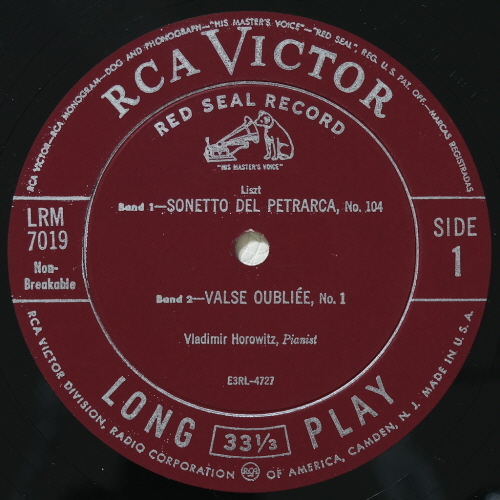 RCA VICTOR—RCA MONOGRAM—DOG AND PHONOGRAPH—"HIS MASTER'S VOICE"—"RED SEAL", REG. U.S. PAT. OFF.—MARCAS REGISTRADAS
RCA VICTOR
RED SEAL RECORD
"HIS MASTER'S VOICE"
Liszt
Band 1—SONETTO DEL PETRARCA, No. 104
LRM
7019
Non-
Breakable
SIDE
1
Band 2—VALSE OUBLIÉE, No. 1
Vladimir Horowitz, Pianist
E3RL-4727
LONG 33⅓ PLAY
RCA VICTOR DIVISION, RADIO CORPORATION RCA OF AMERICA, CAMDEN, N. J. MADE IN U.S.A.